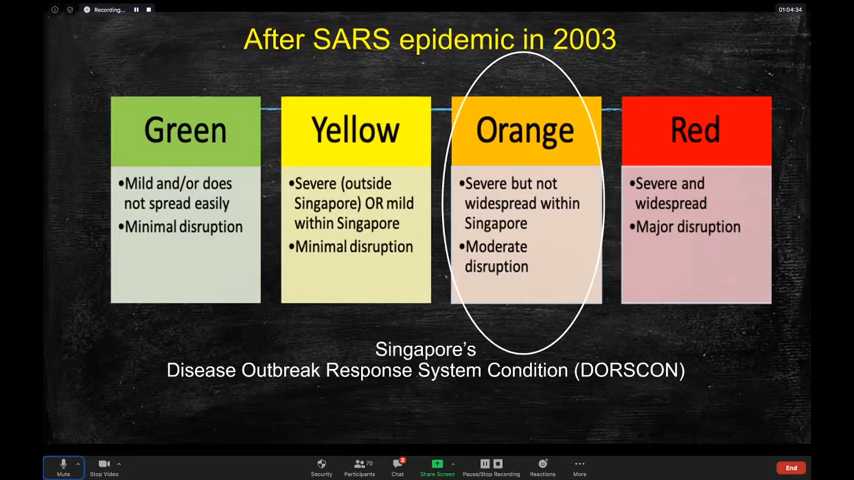 Recording...
01:04:34
After SARS epidemic in 2003
Green
•Mild and/or does
not spread easily
•Minimal disruption
Yellow
•Severe (outside
Singapore) OR mild
within Singapore
•Minimal disruption
Orange
•Severe but not
widespread within
Singapore
•Moderate
disruption
Red
•Severe and
widespread
•Major disruption
Singapore's
Disease Outbreak Response System Condition (DORSCON)
Mute
Stop Video
Security
Participants
70
Chat
Share Screen
Pause/Stop Recording
Reactions
More
End